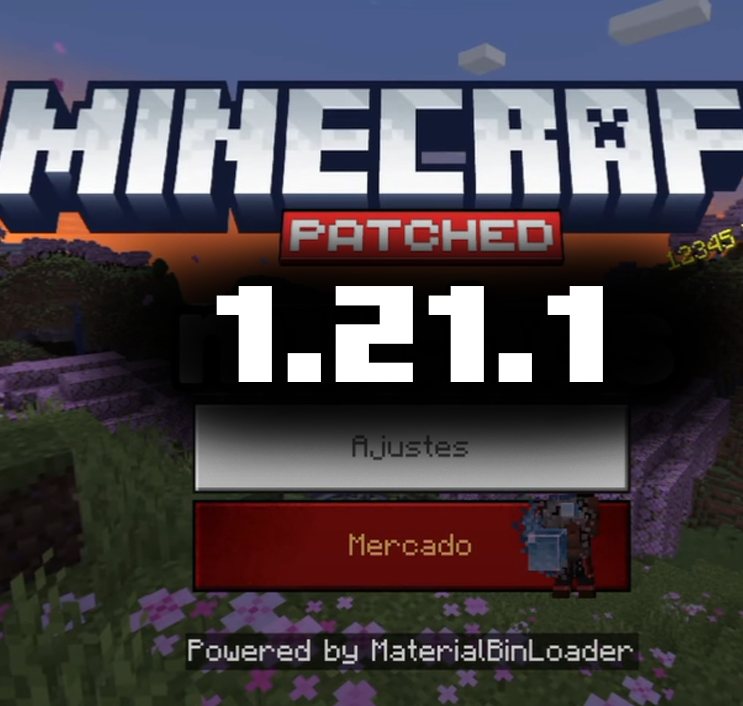 MINECRAF
PATCHED
12345
1.21.1
Ajustes
Mercado
Powered by MaterialBinLoader